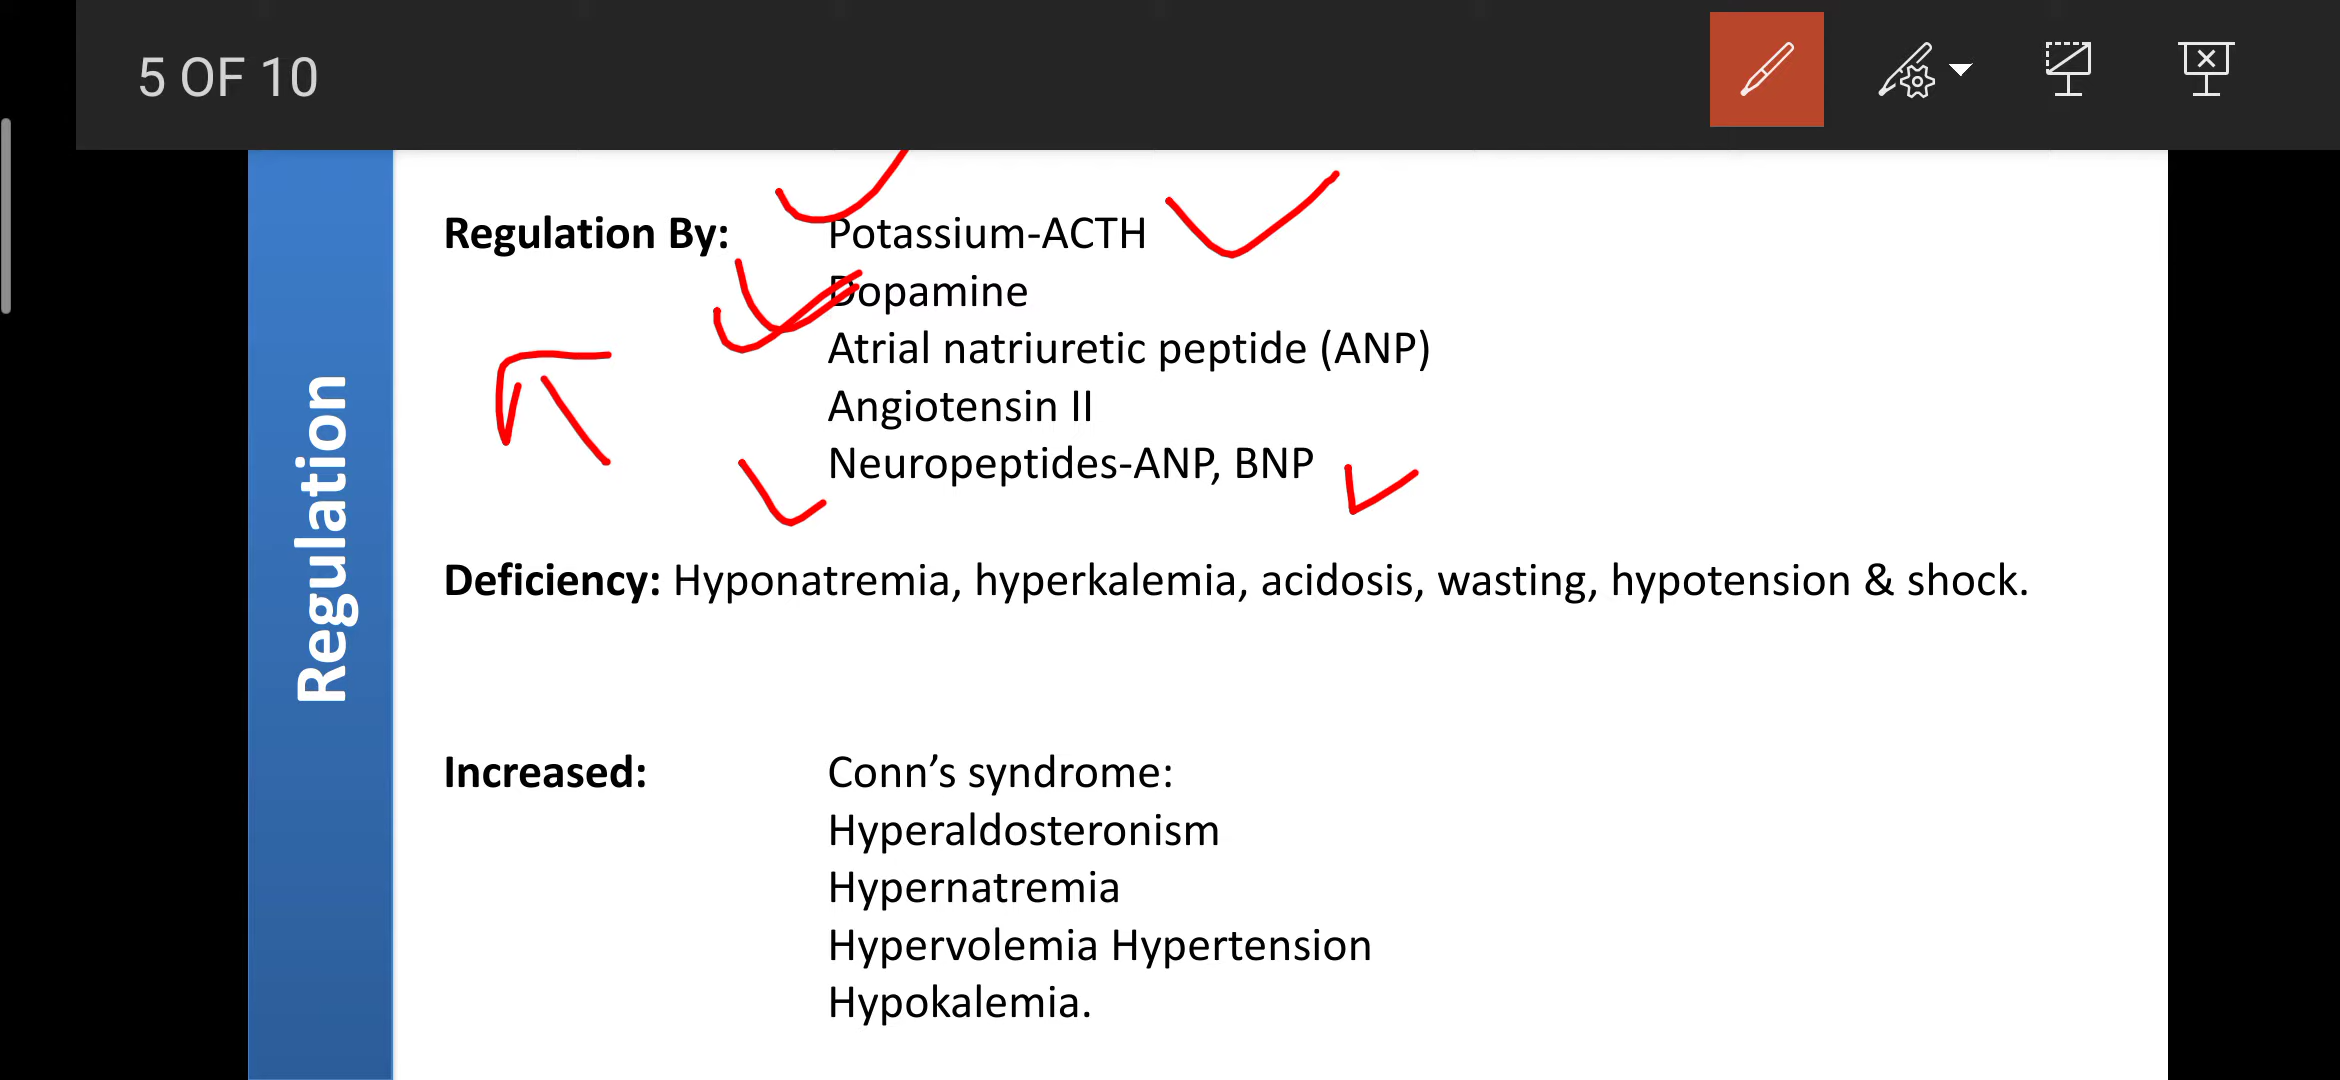 5 OF 10
Regulation
Regulation By: Potassium-ACTH
Dopamine
Atrial natriuretic peptide (ANP)
Angiotensin II
Neuropeptides-ANP, BNP
Deficiency: Hyponatremia, hyperkalemia, acidosis, wasting, hypotension & shock.
Increased: Conn’s syndrome:
Hyperaldosteronism
Hypernatremia
Hypervolemia Hypertension
Hypokalemia.